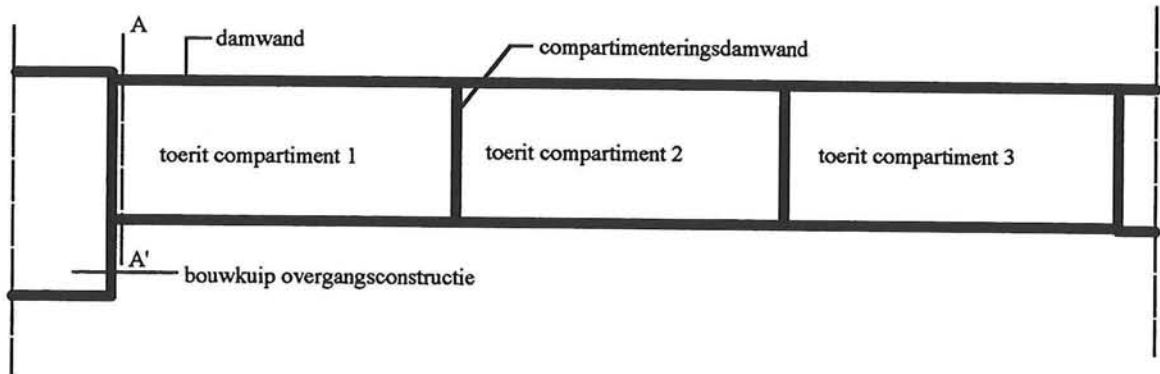 A
damwand
compartimenteringsdamwand
toerit compartiment 1
toerit compartiment 2
toerit compartiment 3
A'
bouwkuip overgangsconstructie